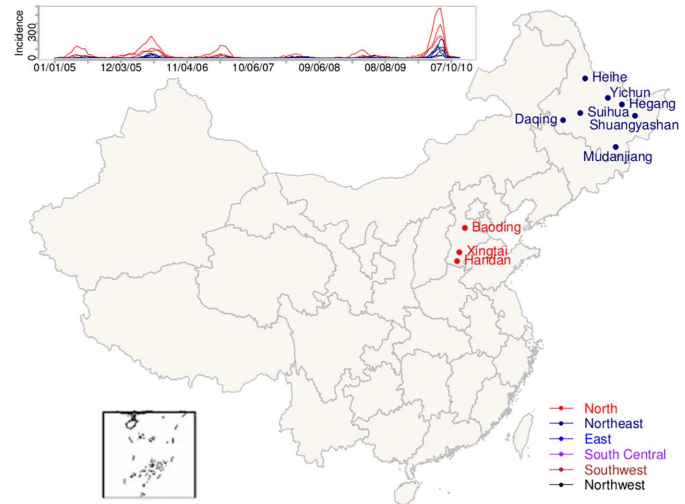 Incidence
300
0
01/01/05 12/03/05 11/04/06 10/06/07 09/06/08 08/08/09 07/10/10
Heihe
Yichun
Hegang
Daqing
Suihua
Shuangyashan
Mudanjiang
Baoding
Xingtai
Handan
North
Northeast
East
South Central
Southwest
Northwest